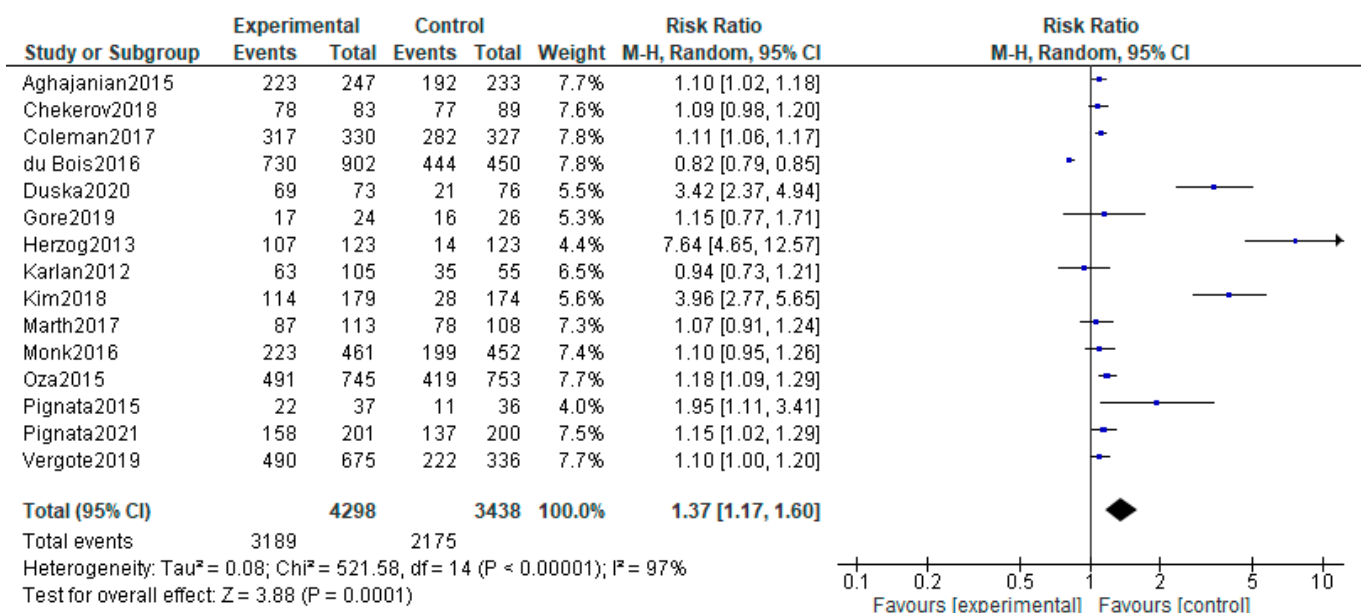 Experimental Control Risk Ratio Risk Ratio
Study or Subgroup Events Total Events Total Weight M-H, Random, 95% CI M-H, Random, 95% CI
Aghajanian2015 223 247 192 233 7.7% 1.10 [1.02, 1.18]
Chekerov2018 78 83 77 89 7.6% 1.09 [0.98, 1.20]
Coleman2017 317 330 282 327 7.8% 1.11 [1.06, 1.17]
du Bois2016 730 902 444 450 7.8% 0.82 [0.79, 0.85]
Duska2020 69 73 21 76 5.5% 3.42 [2.37, 4.94]
Gore2019 17 24 16 26 5.3% 1.15 [0.77, 1.71]
Herzog2013 107 123 14 123 4.4% 7.64 [4.65, 12.57]
Karlan2012 63 105 35 55 6.5% 0.94 [0.73, 1.21]
Kim2018 114 179 28 174 5.6% 3.96 [2.77, 5.65]
Marth2017 87 113 78 108 7.3% 1.07 [0.91, 1.24]
Monk2016 223 461 199 452 7.4% 1.10 [0.95, 1.26]
Oza2015 491 745 419 753 7.7% 1.18 [1.09, 1.29]
Pignata2015 22 37 11 36 4.0% 1.95 [1.11, 3.41]
Pignata2021 158 201 137 200 7.5% 1.15 [1.02, 1.29]
Vergote2019 490 675 222 336 7.7% 1.10 [1.00, 1.20]
Total (95% CI) 4298 3438 100.0% 1.37 [1.17, 1.60]
Total events 3189 2175
Heterogeneity: Tau² = 0.08; Chi² = 521.58, df = 14 (P < 0.00001); I² = 97%
Test for overall effect: Z = 3.88 (P = 0.0001)
0.1 0.2 0.5 1 2 5 10
Favours [experimental] Favours [control]